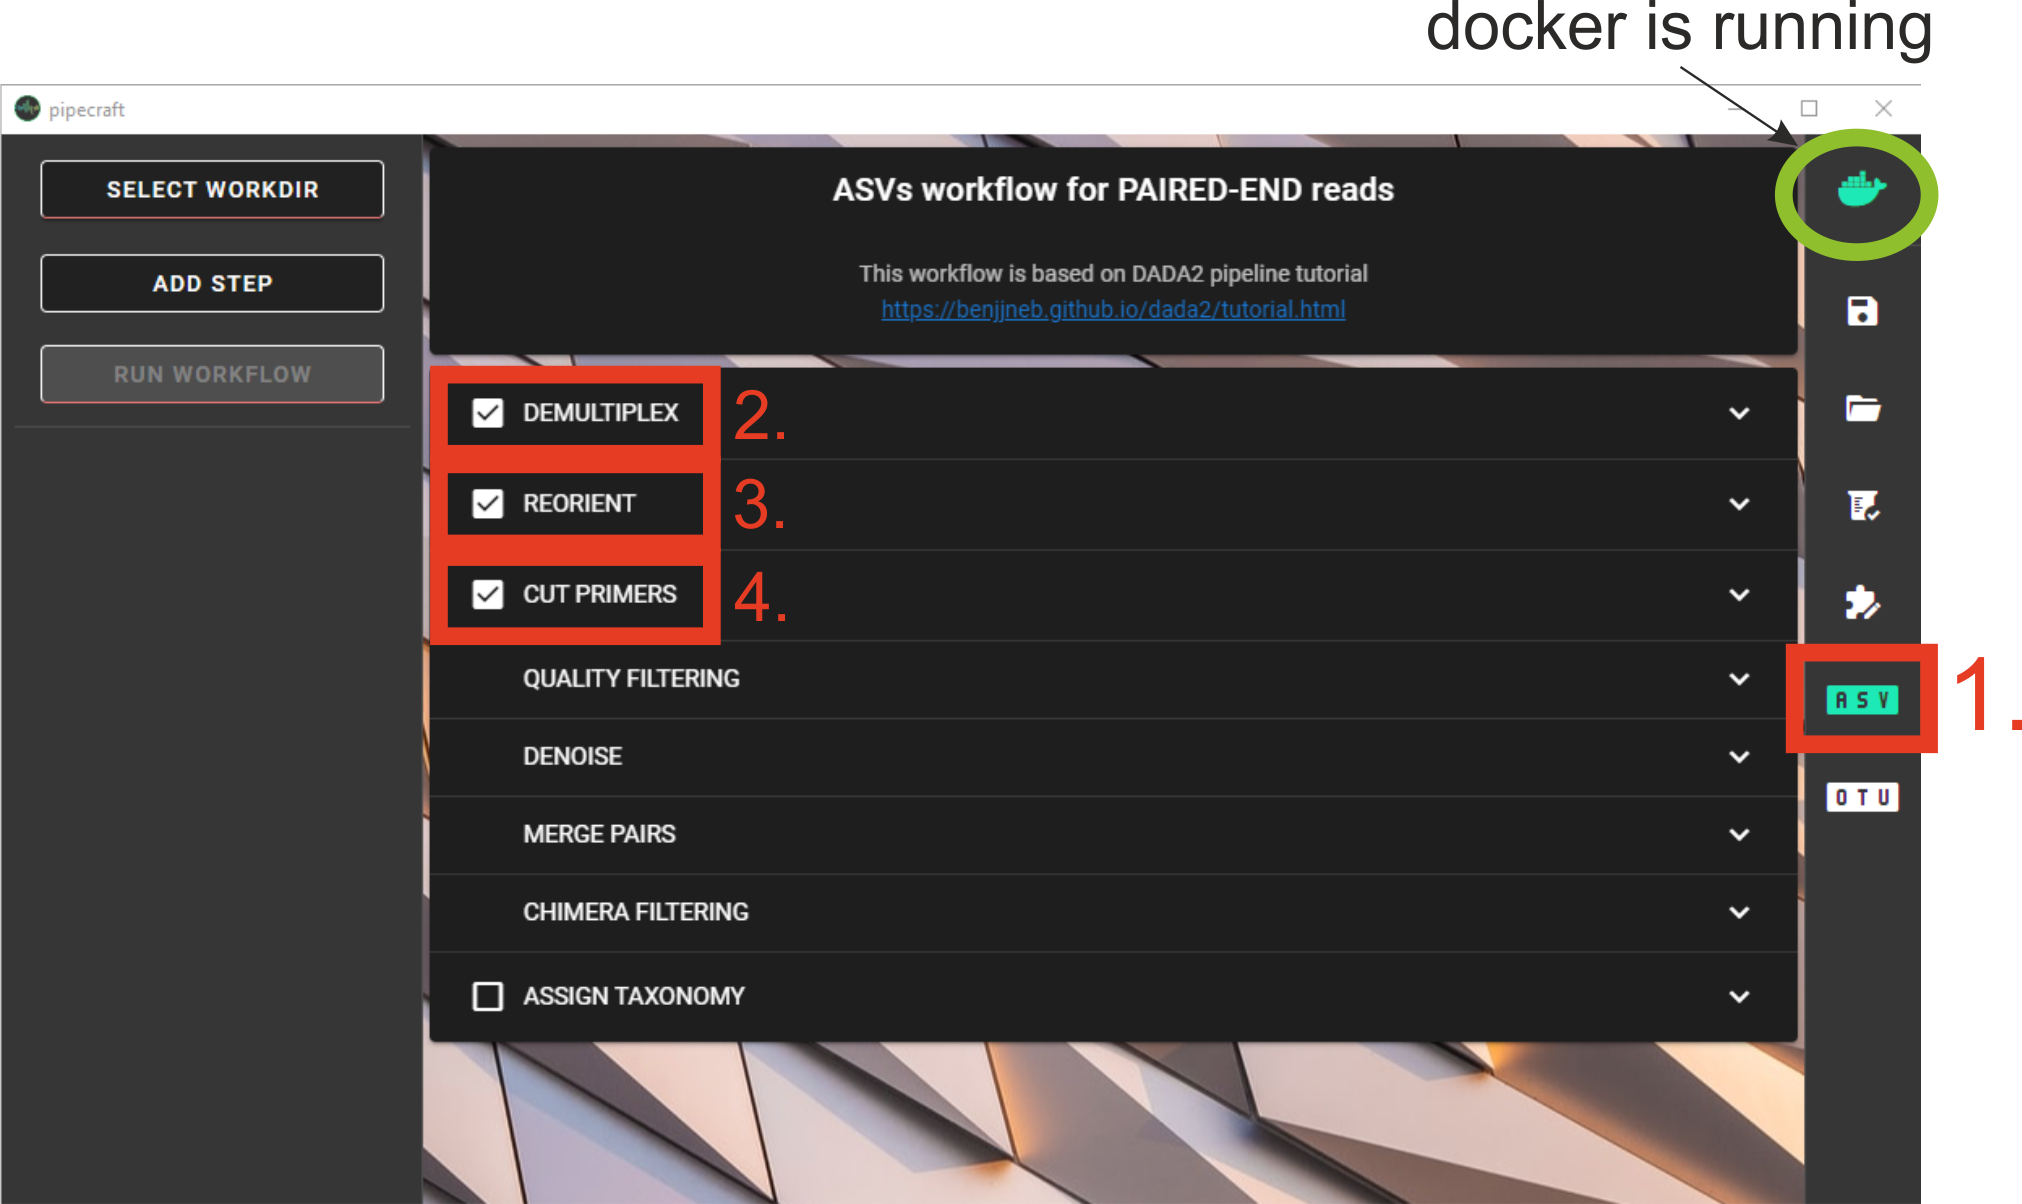 docker is running
pipecraft
SELECT WORKDIR
ADD STEP
RUN WORKFLOW
ASVs workflow for PAIRED-END reads
This workflow is based on DADA2 pipeline tutorial
https://benjjneb.github.io/dada2/tutorial.html
DEMULTIPLEX 2.
REORIENT 3.
CUT PRIMERS 4.
QUALITY FILTERING
DENOISE
MERGE PAIRS
CHIMERA FILTERING
ASSIGN TAXONOMY
ASV 1.
OTU